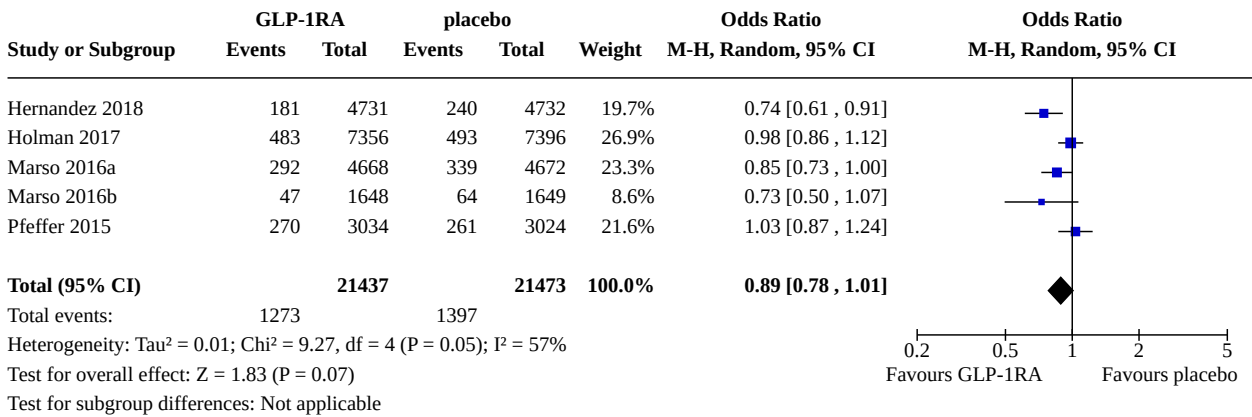 GLP-1RA placebo Odds Ratio Odds Ratio
Study or Subgroup Events Total Events Total Weight M-H, Random, 95% CI M-H, Random, 95% CI
Hernandez 2018 181 4731 240 4732 19.7% 0.74 [0.61 , 0.91]
Holman 2017 483 7356 493 7396 26.9% 0.98 [0.86 , 1.12]
Marso 2016a 292 4668 339 4672 23.3% 0.85 [0.73 , 1.00]
Marso 2016b 47 1648 64 1649 8.6% 0.73 [0.50 , 1.07]
Pfeffer 2015 270 3034 261 3024 21.6% 1.03 [0.87 , 1.24]
Total (95% CI) 21437 21473 100.0% 0.89 [0.78 , 1.01]
Total events: 1273 1397
Heterogeneity: Tau² = 0.01; Chi² = 9.27, df = 4 (P = 0.05); I² = 57%
0.2 0.5 1 2 5
Test for overall effect: Z = 1.83 (P = 0.07)
Favours GLP-1RA Favours placebo
Test for subgroup differences: Not applicable